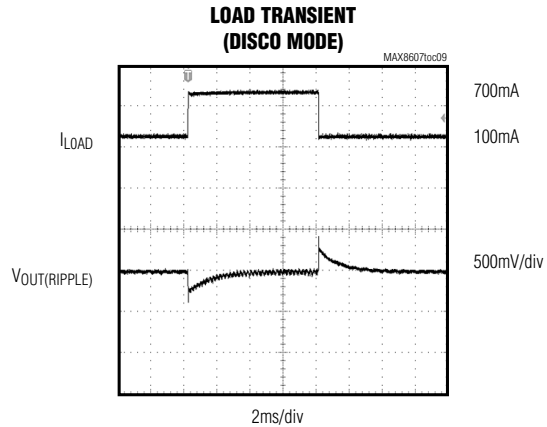 LOAD TRANSIENT
(DISCO MODE)
MAX8607toc09
T
700mA
ILOAD
100mA
500mV/div
VOUT(RIPPLE)
2ms/div